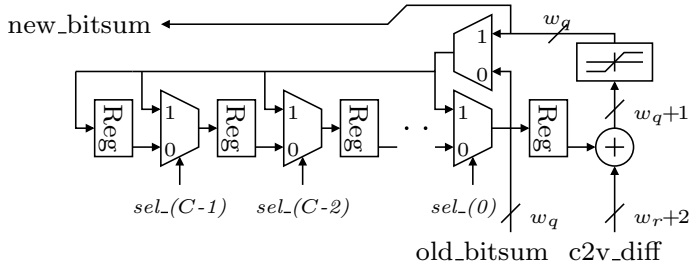 new_bitsum
w_q
1
0
w_q+1
Reg
1
0
Reg
1
0
Reg
· ·
1
0
Reg
+
sel_(C-1)
sel_(C-2)
sel_(0)
w_q
w_r+2
old_bitsum
c2v_diff